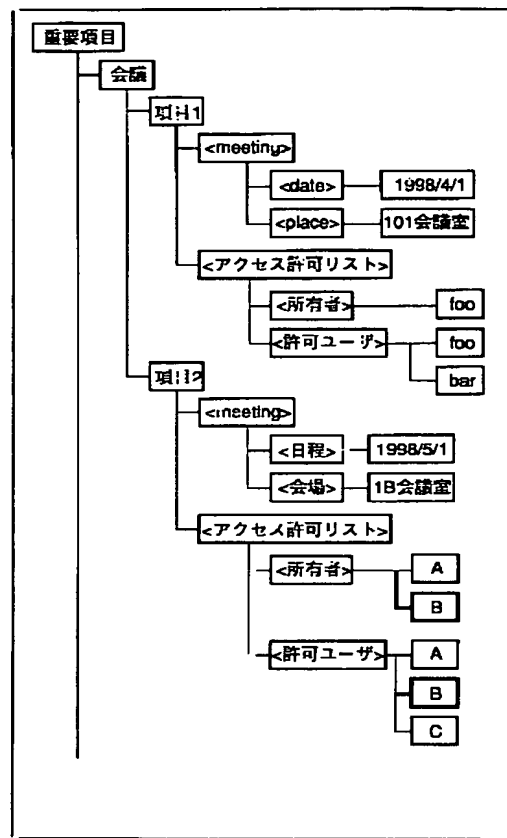 重要項目
会議
項目1
<meeting>
<date> 1998/4/1
<place> 101会議室
<アクセス許可リスト>
<所有者> foo
<許可ユーザ> foo
bar
項目2
<meeting>
<日程> 1998/5/1
<会場> 1B会議室
<アクセス許可リスト>
<所有者> A
B
<許可ユーザ> A
B
C